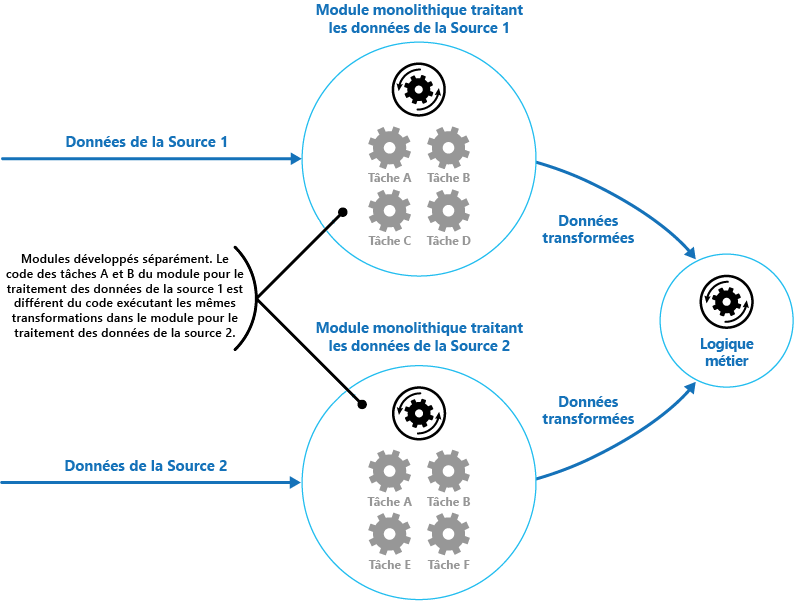 Module monolithique traitant
les données de la Source 1
Données de la Source 1
Tâche A
Tâche B
Tâche C
Tâche D
Données
transformées
Modules développés séparément. Le
code des tâches A et B du module pour le
traitement des données de la source 1 est
différent du code exécutant les mêmes
transformations dans le module pour le
traitement des données de la source 2.
Logique
métier
Module monolithique traitant
les données de la Source 2
Données de la Source 2
Tâche A
Tâche B
Tâche E
Tâche F
Données
transformées